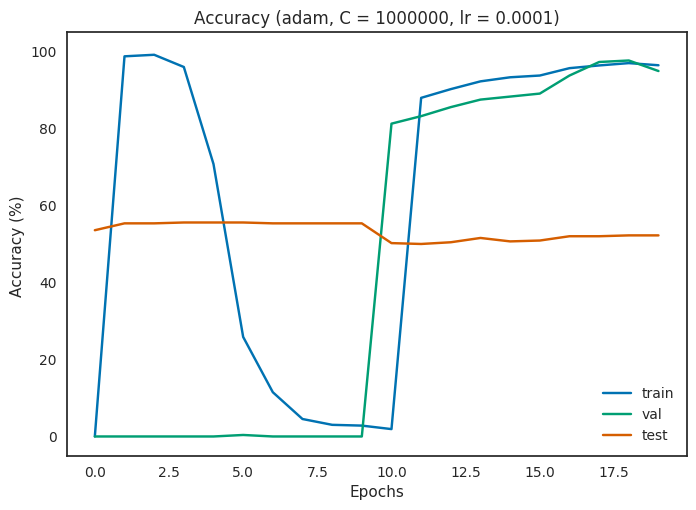 Accuracy (adam, C = 1000000, lr = 0.0001)
Accuracy (%)
100
80
60
40
20
0
0.0 2.5 5.0 7.5 10.0 12.5 15.0 17.5
Epochs
train
val
test